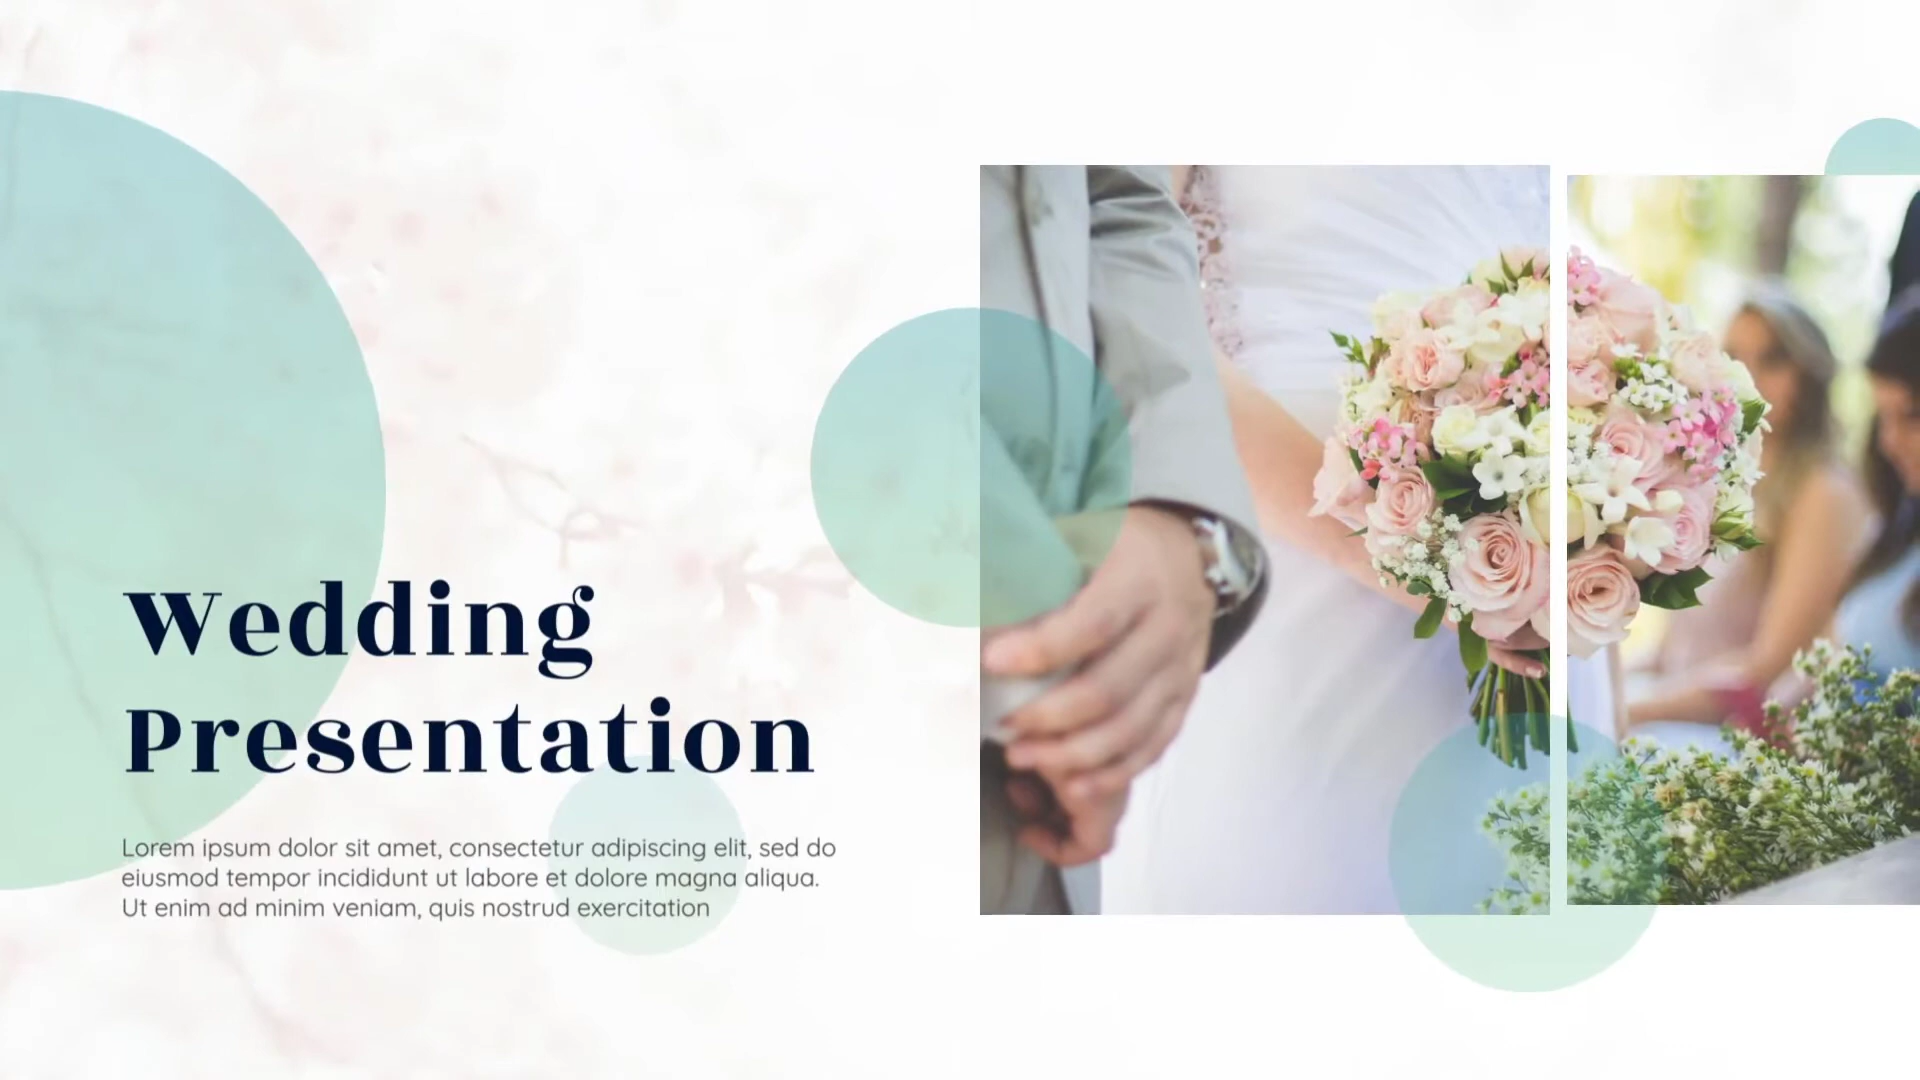 Wedding
Presentation
Lorem ipsum dolor sit amet, consectetur adipiscing elit, sed do
eiusmod tempor incididunt ut labore et dolore magna aliqua.
Ut enim ad minim veniam, quis nostrud exercitation